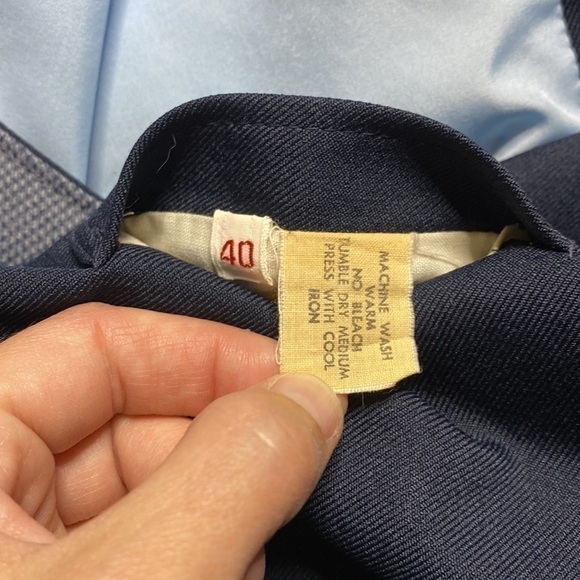 40
MACHINE WASH
WARM
NO BLEACH
TUMBLE DRY MEDIUM
PRESS WITH COOL
IRON